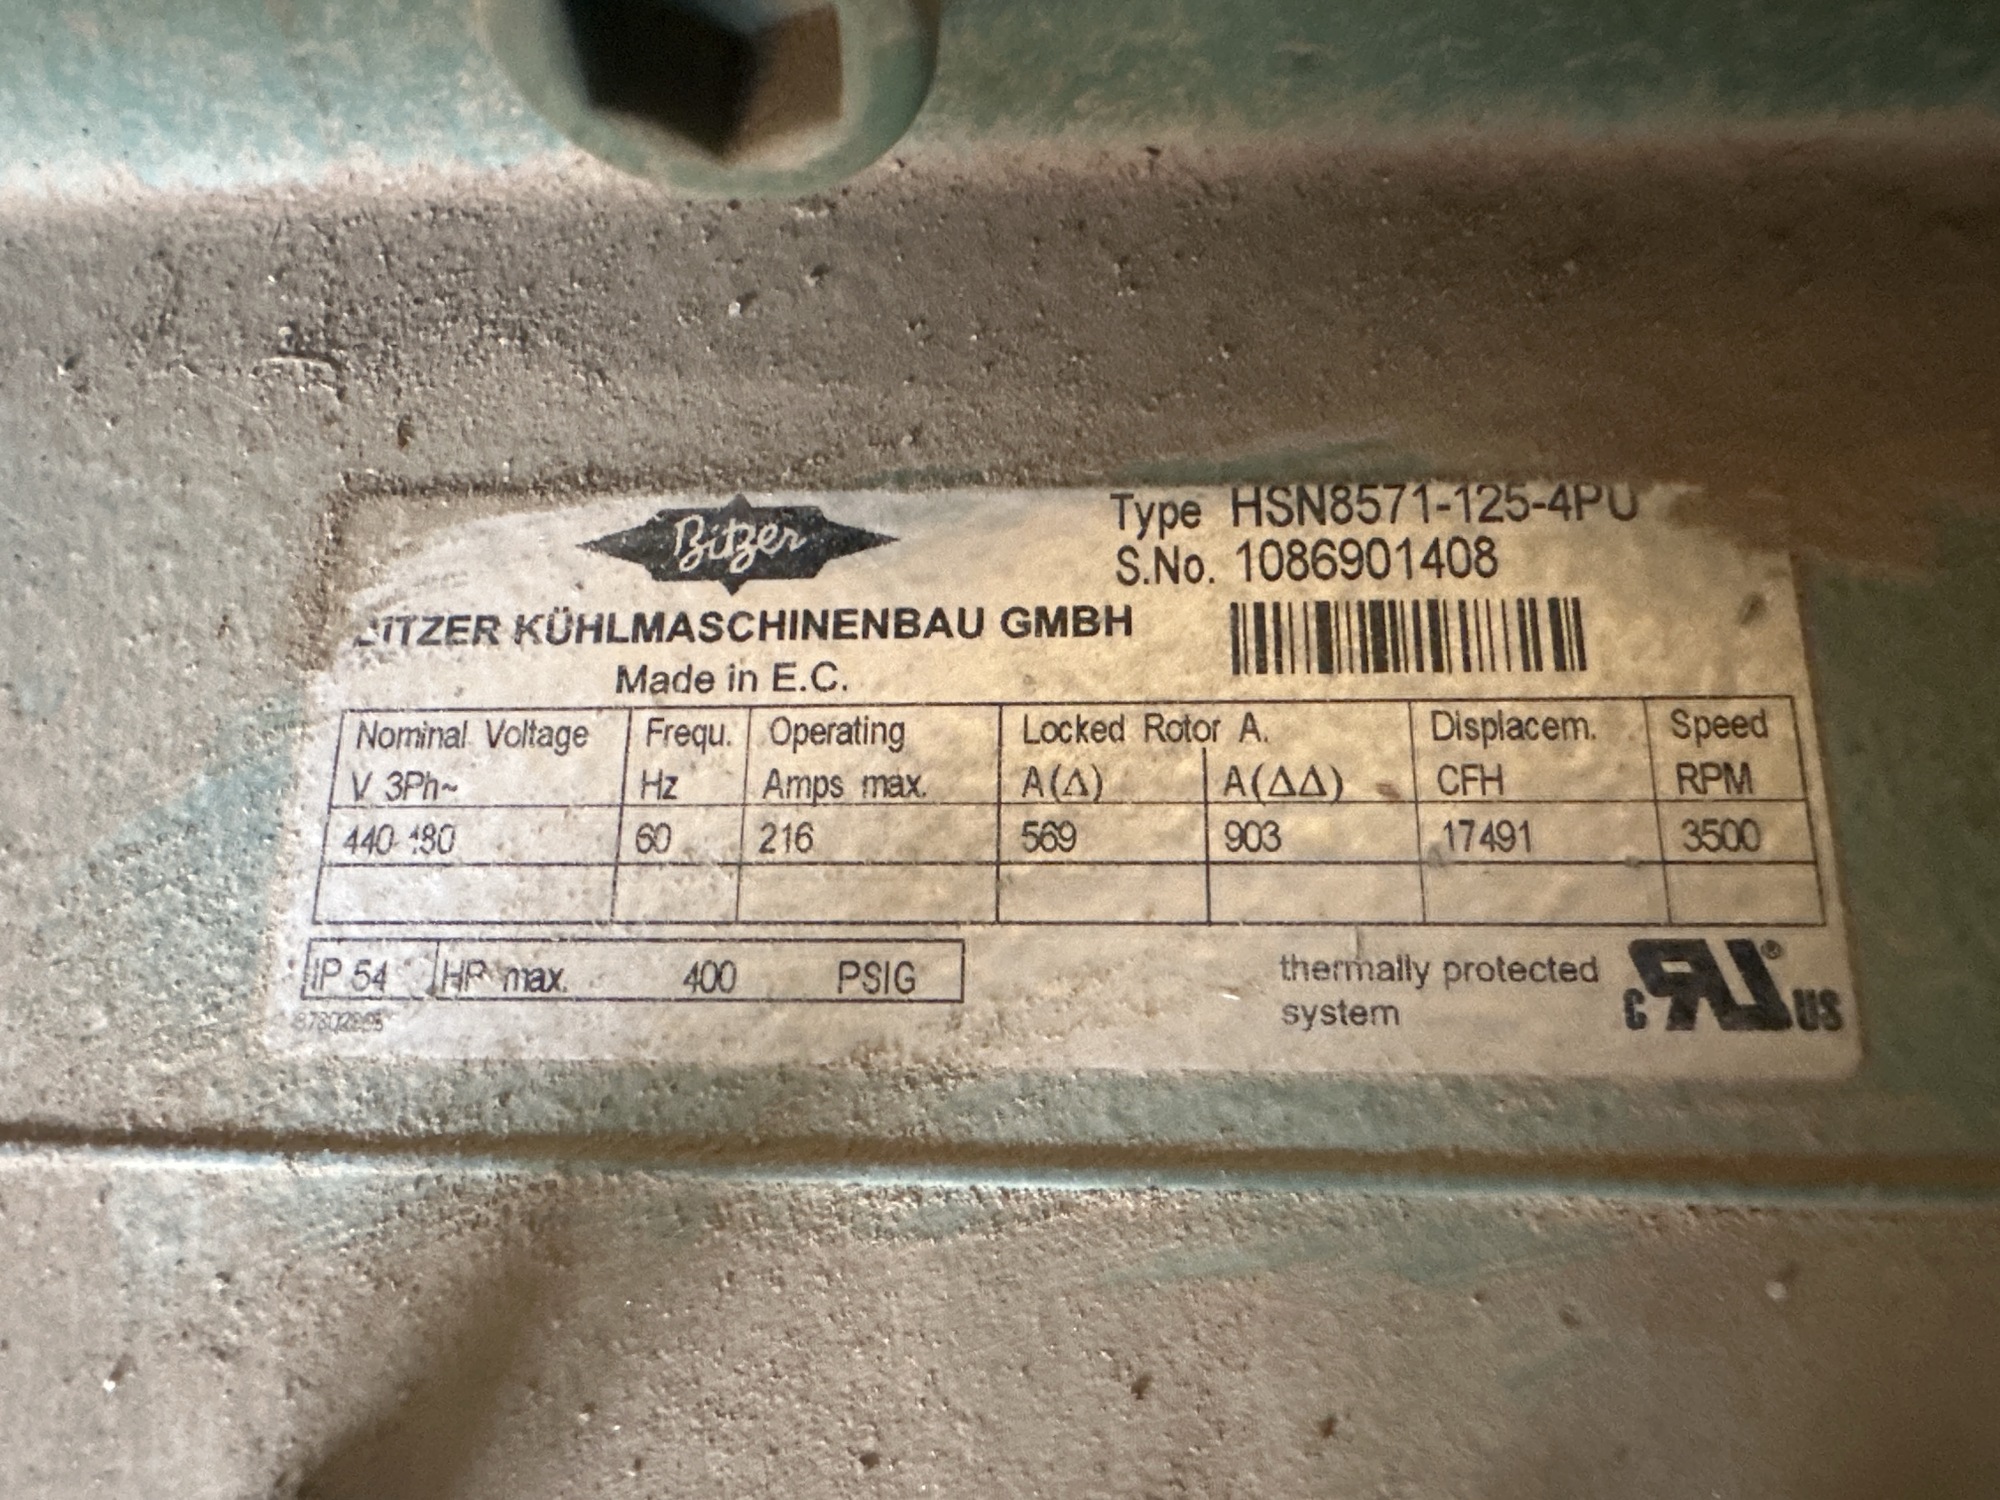 Bitzer
Type HSN8571-125-4PU
S.No. 1086901408
BITZER KÜHLMASCHINENBAU GMBH
Made in E.C.
Nominal Voltage Frequ. Operating Locked Rotor A. Displacem. Speed
V 3Ph~ Hz Amps max. A(Δ) A(ΔΔ) CFH RPM
440-480 60 216 569 903 17491 3500
IP 54 HP max. 400 PSIG
thermally protected
system
c RU® US